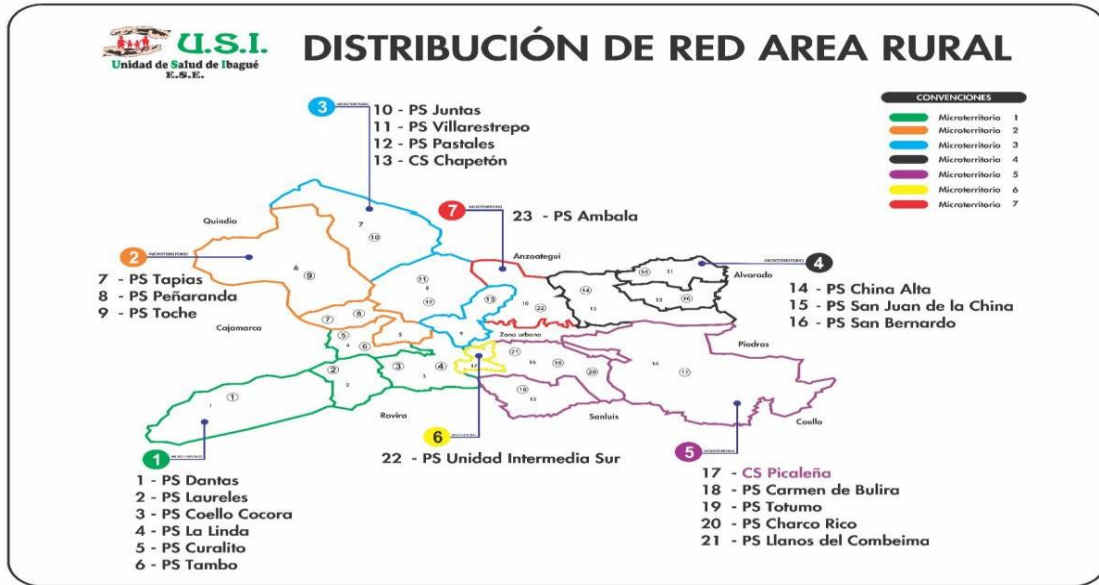 U.S.I.
Unidad de Salud de Ibagué
E.S.E.
DISTRIBUCIÓN DE RED AREA RURAL
CONVENCIONES
Microterritorio 1
Microterritorio 2
Microterritorio 3
Microterritorio 4
Microterritorio 5
Microterritorio 6
Microterritorio 7
3
10 - PS Juntas
11 - PS Villarestrepo
12 - PS Pastales
13 - CS Chapetón
7
23 - PS Ambala
Quindio
Anzoategui
2
7 - PS Tapias
8 - PS Peñaranda
9 - PS Toche
Cajamarca
Alvarado
4
14 - PS China Alta
15 - PS San Juan de la China
16 - PS San Bernardo
Zona urbana
Piedras
Rovira
Sanluis
Coello
1
1 - PS Dantas
2 - PS Laureles
3 - PS Coello Cocora
4 - PS La Linda
5 - PS Curalito
6 - PS Tambo
6
22 - PS Unidad Intermedia Sur
5
17 - CS Picaleña
18 - PS Carmen de Bulira
19 - PS Totumo
20 - PS Charco Rico
21 - PS Llanos del Combeima